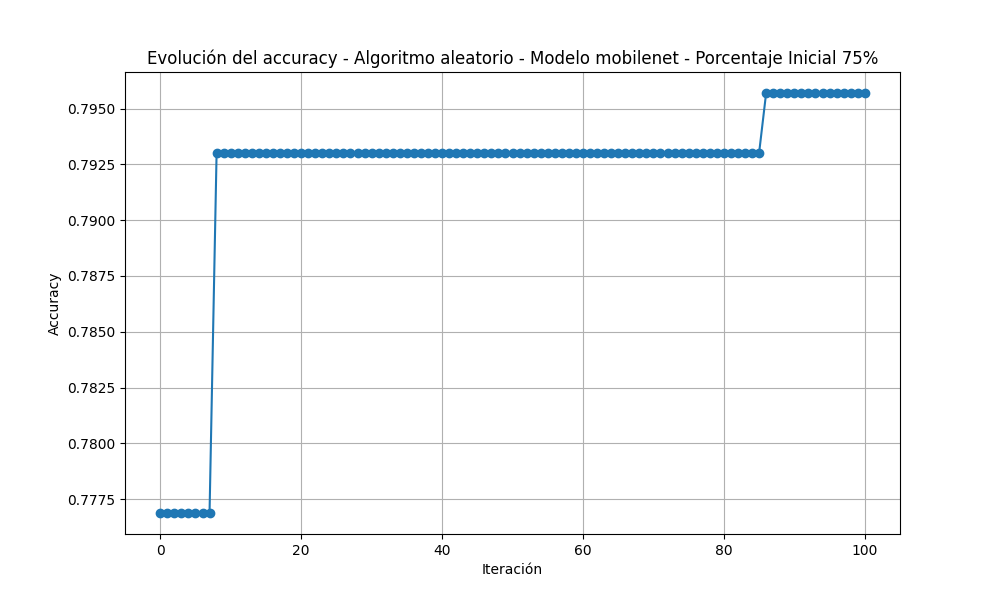 Evolución del accuracy - Algoritmo aleatorio - Modelo mobilenet - Porcentaje Inicial 75%
0.7950
0.7925
0.7900
0.7875
0.7850
0.7825
0.7800
0.7775
Accuracy
0 20 40 60 80 100
Iteración